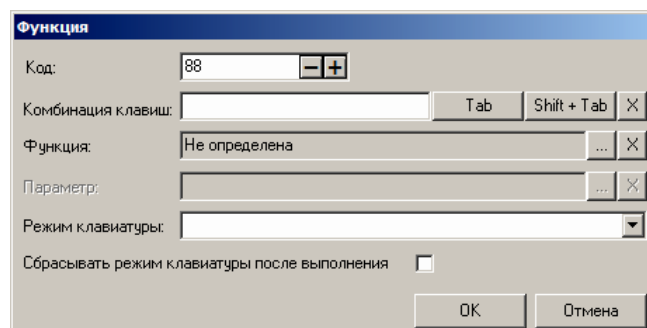 Функция
Код: 88 − +
Комбинация клавиш: Tab Shift + Tab X
Функция: Не определена ... X
Параметр: ... X
Режим клавиатуры:
Сбрасывать режим клавиатуры после выполнения
OK Отмена